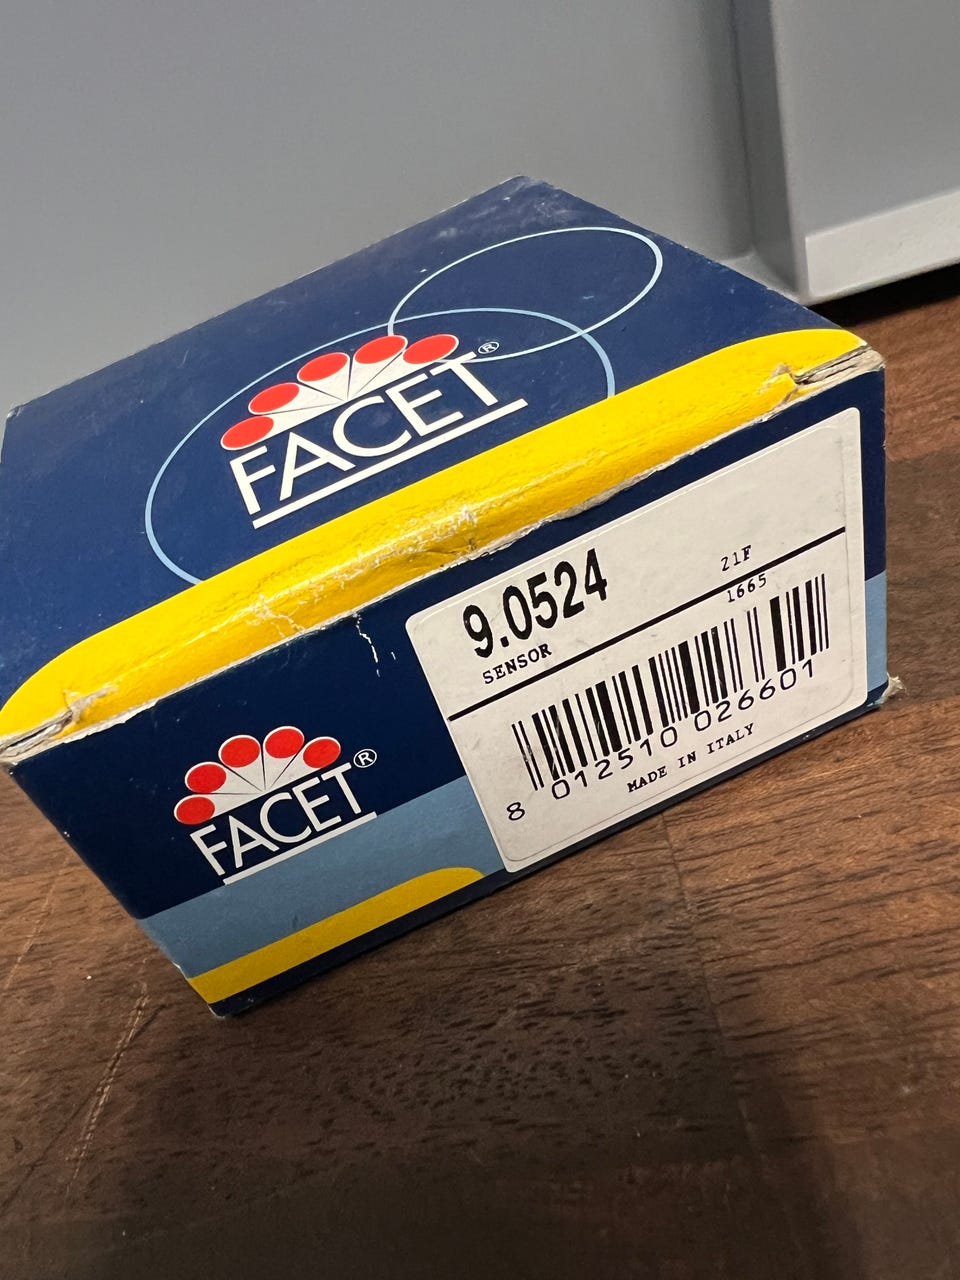 FACET®
9.0524
21F
SENSOR
1665
8 012510 026601
MADE IN ITALY
FACET®